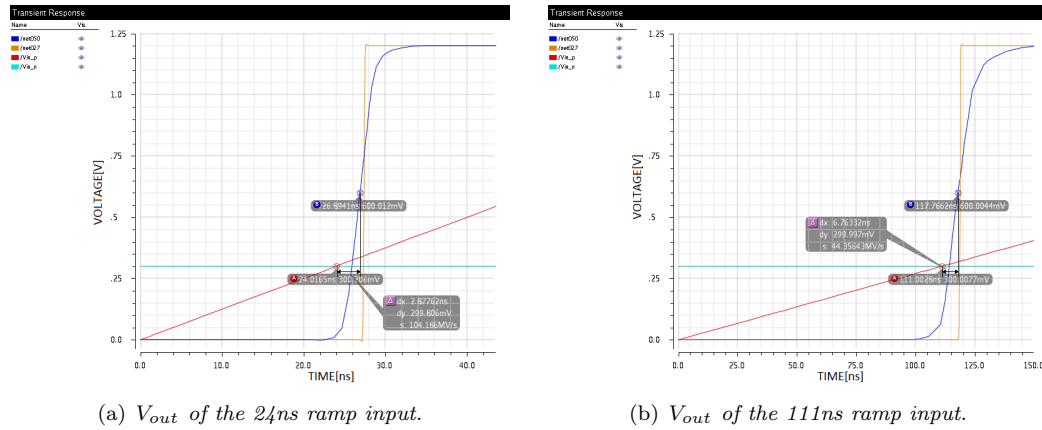 Transient Response
Name Vis
/net050
/net027
/Vin_p
/Vin_n
1.25
1.0
.75
.5
.25
0.0
VOLTAGE[V]
26.8941ns 600.012mV
24.0165ns 300.206mV
dx: 2.87762ns
dy: 299.806mV
s: 104.186MV/s
0.0 10.0 20.0 30.0 40.0
TIME[ns]
(a) Vout of the 24ns ramp input.
Transient Response
Name Vis
/net050
/net027
/Vin_p
/Vin_n
1.25
1.0
.75
.5
.25
0.0
VOLTAGE[V]
117.7662ns 600.0044mV
dx: 6.76332ns
dy: 299.997mV
s: 44.35643MV/s
111.0028ns 300.0077mV
0.0 25.0 50.0 75.0 100.0 125.0 150.0
TIME[ns]
(b) Vout of the 111ns ramp input.